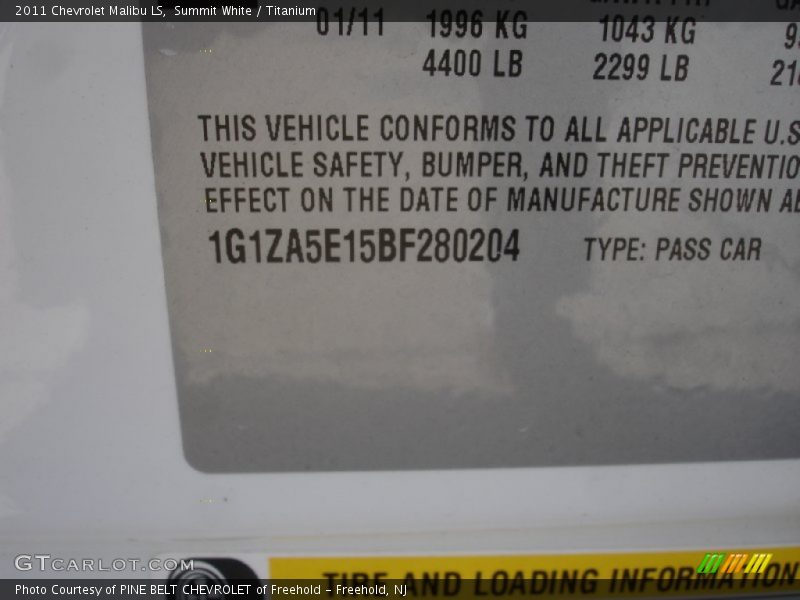 2011 Chevrolet Malibu LS, Summit White / Titanium
01/11 1996 KG 1043 KG
4400 LB 2299 LB
THIS VEHICLE CONFORMS TO ALL APPLICABLE U.S
VEHICLE SAFETY, BUMPER, AND THEFT PREVENTIO
EFFECT ON THE DATE OF MANUFACTURE SHOWN
1G1ZA5E15BF280204 TYPE: PASS CAR
GTCARLOT.COM
TIRE AND LOADING INFORMATION
Photo Courtesy of PINE BELT CHEVROLET of Freehold - Freehold, NJ